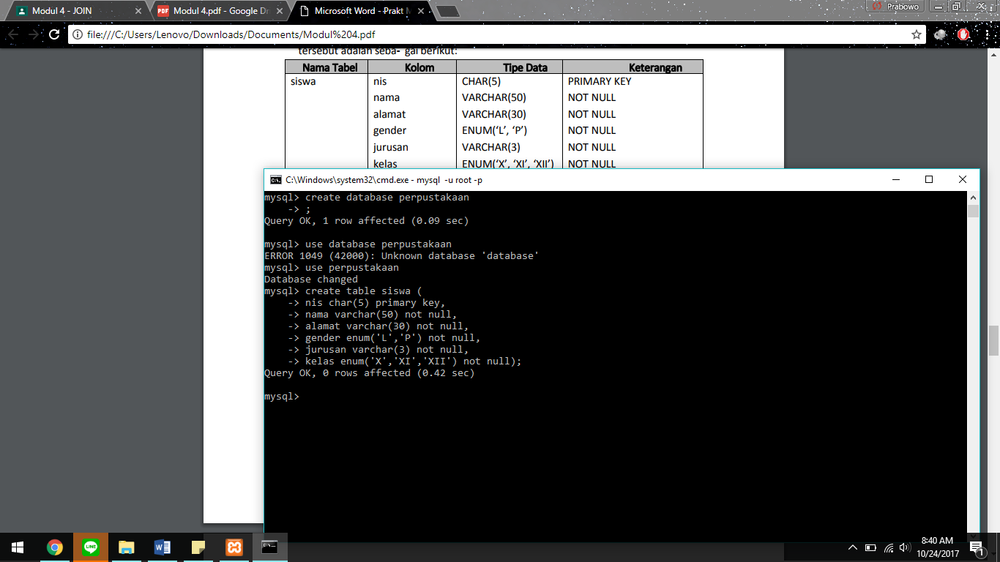 Modul 4 - JOIN
Modul 4.pdf - Google Dr
Microsoft Word - Prakt M
Prabowo
file:///C:/Users/Lenovo/Downloads/Documents/Modul%204.pdf
tersebut adalah seba- gai berikut:
Nama Tabel Kolom Tipe Data Keterangan
siswa nis CHAR(5) PRIMARY KEY
nama VARCHAR(50) NOT NULL
alamat VARCHAR(30) NOT NULL
gender ENUM(‘L’, ‘P’) NOT NULL
jurusan VARCHAR(3) NOT NULL
kelas ENUM(‘X’, ‘XI’, ‘XII’) NOT NULL
C:\Windows\system32\cmd.exe - mysql -u root -p
mysql> create database perpustakaan
-> ;
Query OK, 1 row affected (0.09 sec)
mysql> use database perpustakaan
ERROR 1049 (42000): Unknown database 'database'
mysql> use perpustakaan
Database changed
mysql> create table siswa (
-> nis char(5) primary key,
-> nama varchar(50) not null,
-> alamat varchar(30) not null,
-> gender enum('L','P') not null,
-> jurusan varchar(3) not null,
-> kelas enum('X','XI','XII') not null);
Query OK, 0 rows affected (0.42 sec)
mysql>
8:40 AM
10/24/2017